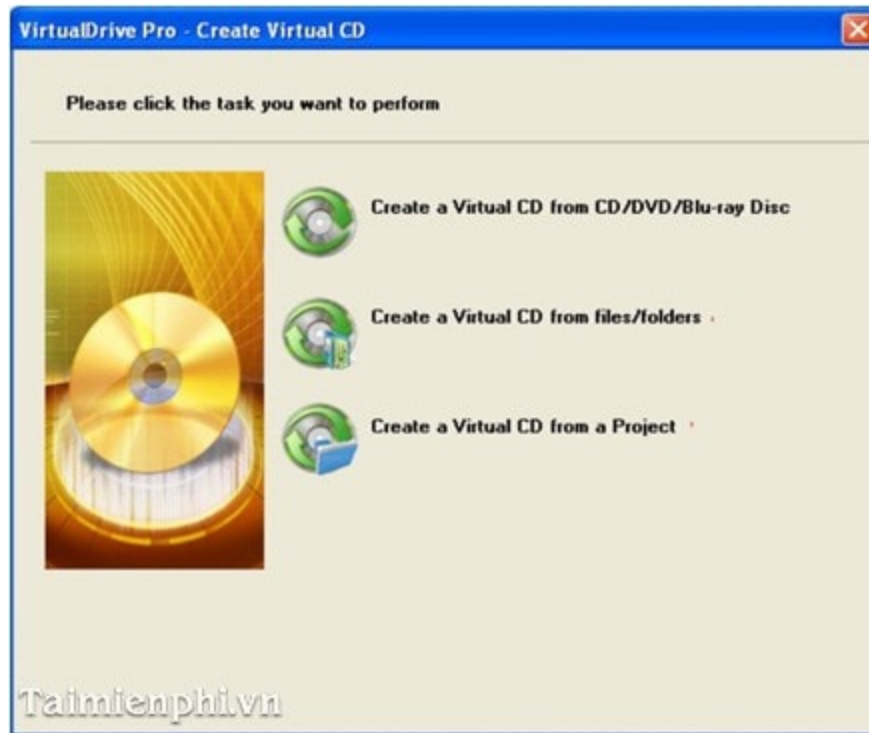 VirtualDrive Pro - Create Virtual CD
Please click the task you want to perform
Create a Virtual CD from CD/DVD/Blu-ray Disc
Create a Virtual CD from files/folders
Create a Virtual CD from a Project
Taimienphi.vn